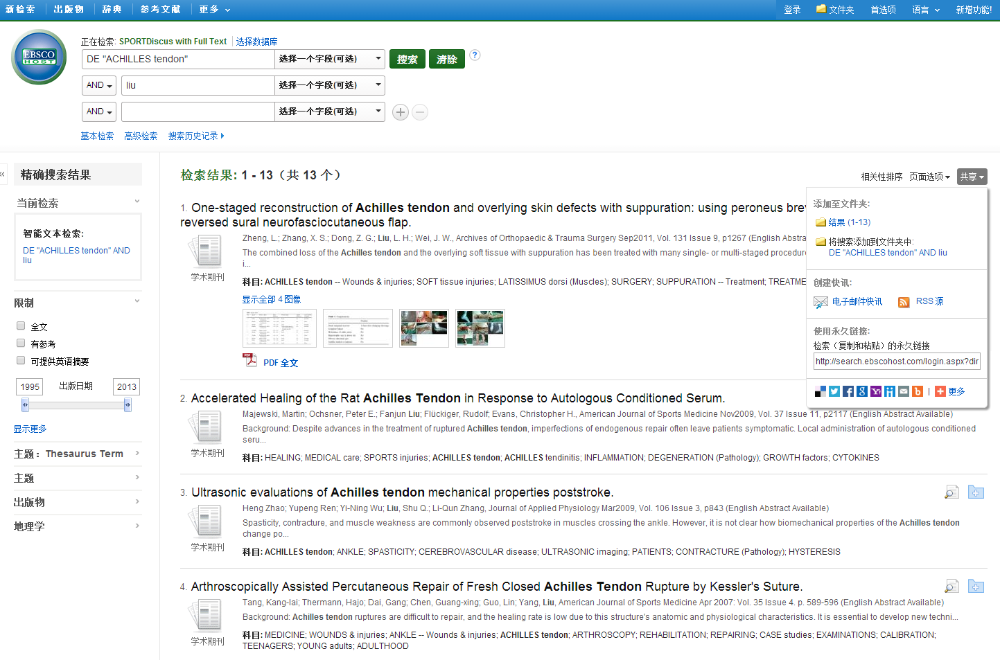 新检索 出版物 辞典 参考文献 更多 登录 文件夹 首选项 语言 新增功能!
EBSCO HOST
正在检索: SPORTDiscus with Full Text 选择数据库
DE "ACHILLES tendon" 选择一个字段(可选) 搜索 清除 ?
AND liu 选择一个字段(可选)
AND 选择一个字段(可选)
基本检索 高级检索 搜索历史记录
«
精确搜索结果
当前检索
智能文本检索:
DE "ACHILLES tendon" AND
liu
限制
全文
有参考
可提供英语摘要
1995 出版日期 2013
显示更多
主题：Thesaurus Term
主题
出版物
地理学
检索结果: 1 - 13（共 13 个）
相关性排序 页面选项 共享
1. One-staged reconstruction of Achilles tendon and overlying skin defects with suppuration: using peroneus brev
reversed sural neurofasciocutaneous flap.
学术期刊
Zheng, L.; Zhang, X. S.; Dong, Z. G.; Liu, L. H.; Wei, J. W., Archives of Orthopaedic & Trauma Surgery Sep2011, Vol. 131 Issue 9, p1267 (English Abstra
The combined loss of the Achilles tendon and the overlying soft tissue with suppuration has been treated with many single- or multi-staged procedure
i...
科目: ACHILLES tendon -- Wounds & injuries; SOFT tissue injuries; LATISSIMUS dorsi (Muscles); SURGERY; SUPPURATION -- Treatment; TREATME
显示全部 4 图像
PDF PDF 全文
添加至文件夹:
结果 (1-13)
将搜索添加到文件夹中:
DE "ACHILLES tendon" AND liu
创建快讯:
电子邮件快讯 RSS 源
使用永久链接:
检索（复制和粘贴）的永久链接
http://search.ebscohost.com/login.aspx?dir
更多
2. Accelerated Healing of the Rat Achilles Tendon in Response to Autologous Conditioned Serum.
学术期刊
Majewski, Martin; Ochsner, Peter E.; Fanjun Liu; Flückiger, Rudolf; Evans, Christopher H., American Journal of Sports Medicine Nov2009, Vol. 37 Issue 11, p2117 (English Abstract Available)
Background: Despite advances in the treatment of ruptured Achilles tendon, imperfections of endogenous repair often leave patients symptomatic. Local administration of autologous conditioned
seru...
科目: HEALING; MEDICAL care; SPORTS injuries; ACHILLES tendon; ACHILLES tendinitis; INFLAMMATION; DEGENERATION (Pathology); GROWTH factors; CYTOKINES
3. Ultrasonic evaluations of Achilles tendon mechanical properties poststroke.
学术期刊
Heng Zhao; Yupeng Ren; Yi-Ning Wu; Liu, Shu Q.; Li-Qun Zhang, Journal of Applied Physiology Mar2009, Vol. 106 Issue 3, p843 (English Abstract Available)
Spasticity, contracture, and muscle weakness are commonly observed poststroke in muscles crossing the ankle. However, it is not clear how biomechanical properties of the Achilles tendon
change po...
科目: ACHILLES tendon; ANKLE; SPASTICITY; CEREBROVASCULAR disease; ULTRASONIC imaging; PATIENTS; CONTRACTURE (Pathology); HYSTERESIS
4. Arthroscopically Assisted Percutaneous Repair of Fresh Closed Achilles Tendon Rupture by Kessler's Suture.
学术期刊
Tang, Kang-lai; Thermann, Hajo; Dai, Gang; Chen, Guang-xing; Guo, Lin; Yang, Liu, American Journal of Sports Medicine Apr 2007: Vol. 35 Issue 4. p. 589-596 (English Abstract Available)
Background: Achilles tendon ruptures are difficult to repair, and the healing rate is low due to this structure's anatomic and physiological characteristics. It is essential to develop new techni...
科目: MEDICINE; WOUNDS & injuries; ANKLE -- Wounds & injuries; ACHILLES tendon; ARTHROSCOPY; REHABILITATION; REPAIRING; CASE studies; EXAMINATIONS; CALIBRATION;
TEENAGERS; YOUNG adults; ADULTHOOD